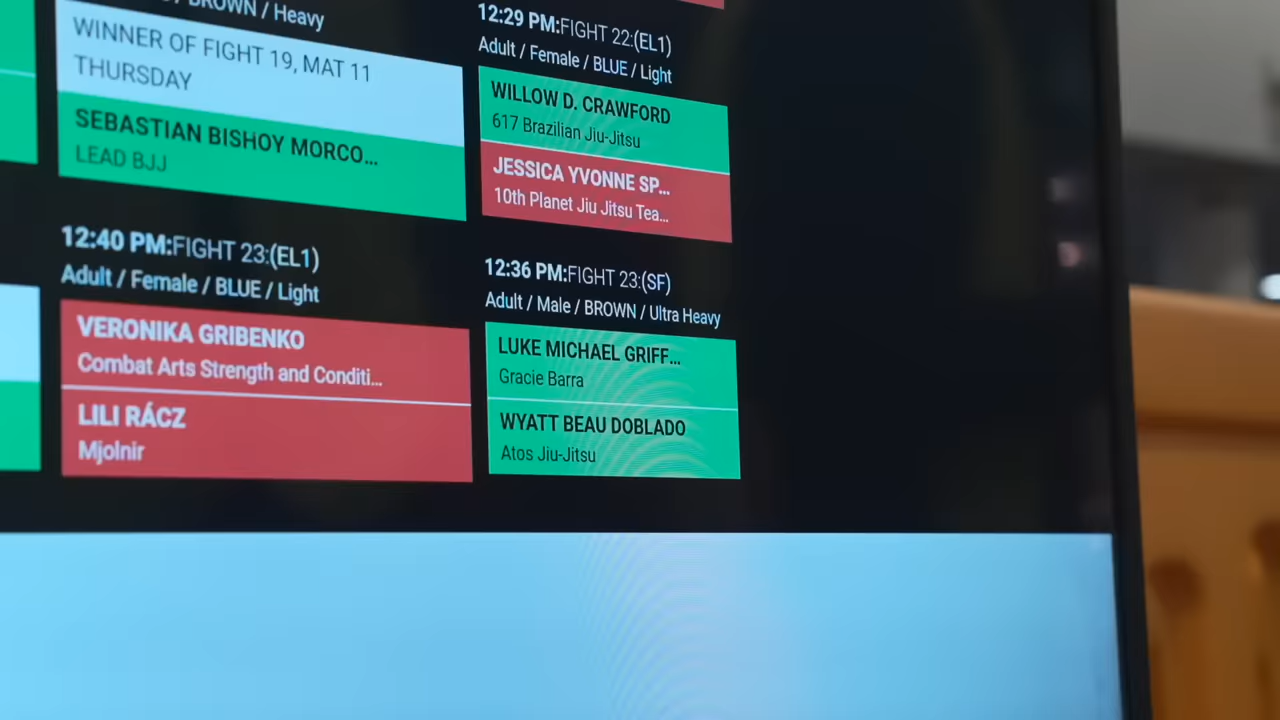 BROWN / Heavy
WINNER OF FIGHT 19, MAT 11
THURSDAY
SEBASTIAN BISHOY MORCO...
LEAD BJJ
12:40 PM:FIGHT 23:(EL1)
Adult / Female / BLUE / Light
VERONIKA GRIBENKO
Combat Arts Strength and Conditi...
LILI RÁCZ
Mjolnir
12:29 PM:FIGHT 22:(EL1)
Adult / Female / BLUE / Light
WILLOW D. CRAWFORD
617 Brazilian Jiu-Jitsu
JESSICA YVONNE SP...
10th Planet Jiu Jitsu Tea...
12:36 PM:FIGHT 23:(SF)
Adult / Male / BROWN / Ultra Heavy
LUKE MICHAEL GRIFF...
Gracie Barra
WYATT BEAU DOBLADO
Atos Jiu-Jitsu